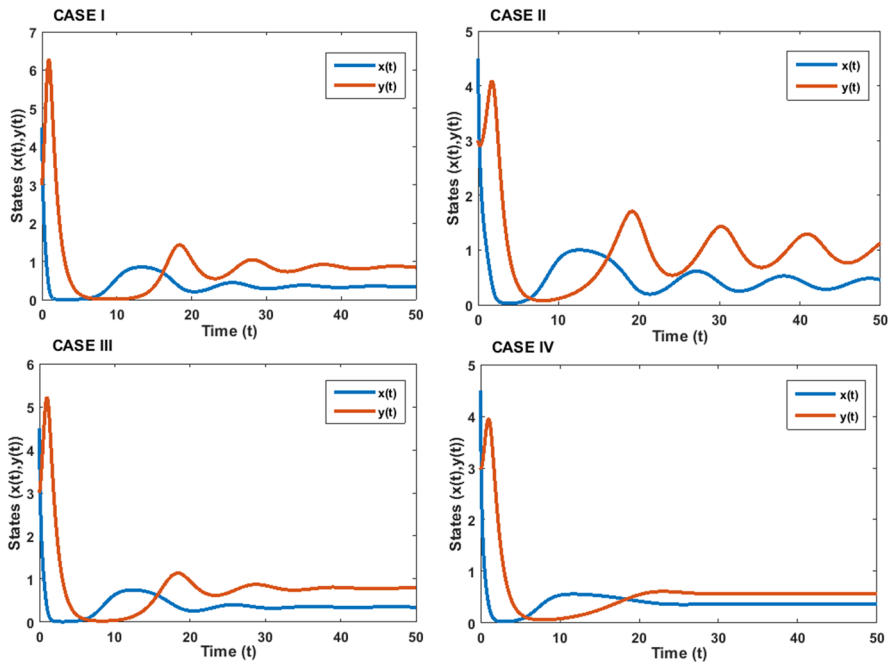 CASE I
States (x(t),y(t))
7
6
5
4
3
2
1
0
0 10 20 30 40 50
Time (t)
x(t)
y(t)
CASE II
States (x(t),y(t))
5
4
3
2
1
0
0 10 20 30 40 50
Time (t)
x(t)
y(t)
CASE III
States (x(t),y(t))
6
5
4
3
2
1
0
0 10 20 30 40 50
Time (t)
x(t)
y(t)
CASE IV
States (x(t),y(t))
5
4
3
2
1
0
0 10 20 30 40 50
Time (t)
x(t)
y(t)